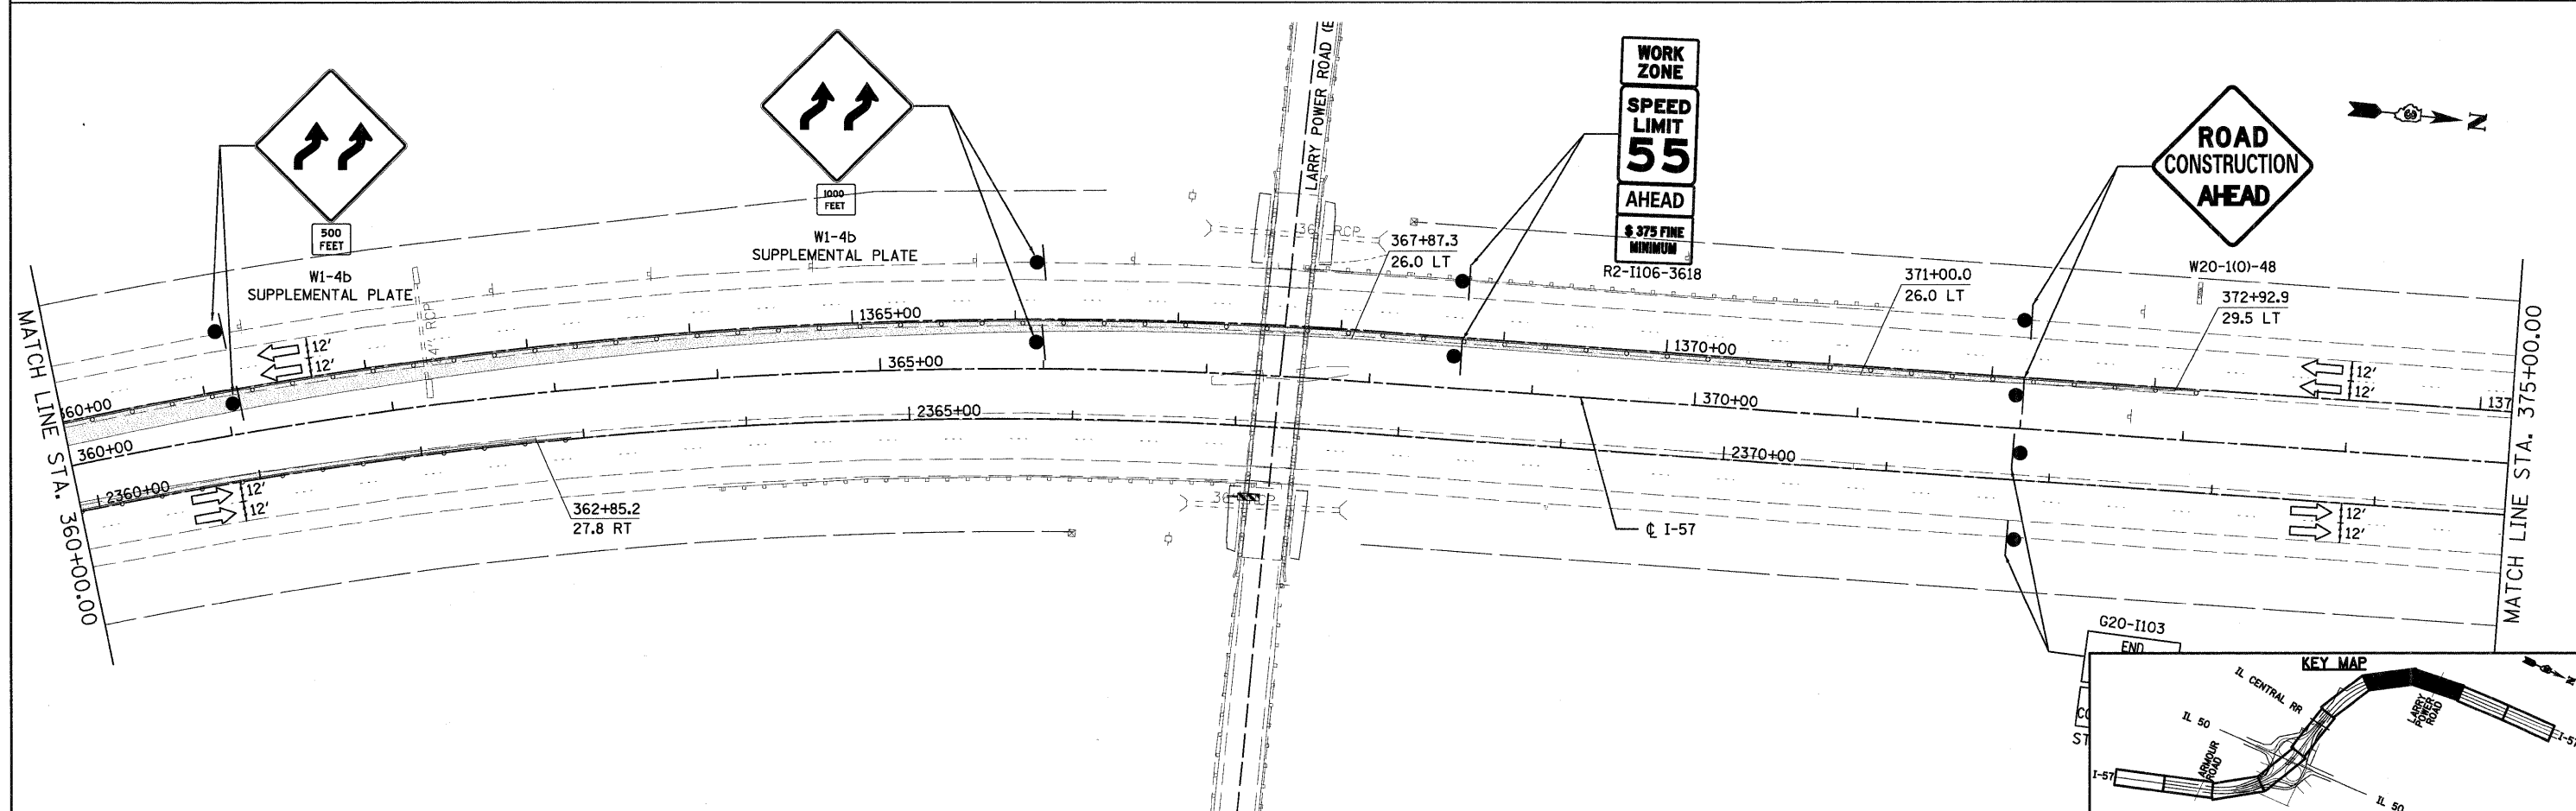 500
FEET
W1-4b
SUPPLEMENTAL PLATE
1000
FEET
W1-4b
SUPPLEMENTAL PLATE
LARRY POWER ROAD
WORK
ZONE
SPEED
LIMIT
55
AHEAD
$ 375 FINE
MINIMUM
R2-I106-3618
ROAD
CONSTRUCTION
AHEAD
W20-1(O)-48
N
367+87.3
26.0 LT
371+00.0
26.0 LT
372+92.9
29.5 LT
MATCH LINE STA. 360+00.00
MATCH LINE STA. 375+00.00
RCP
36 RCP
12'
12'
12'
12'
360+00
1365+00
1370+00
137
360+00
365+00
370+00
2360+00
2365+00
2370+00
12'
12'
12'
12'
362+85.2
27.8 RT
℄ I-57
G20-I103
END
ST
KEY MAP
N
IL CENTRAL RR
IL 50
LARRY
POWER
ROAD
ARMOUR
ROAD
I-57
I-57
IL 50